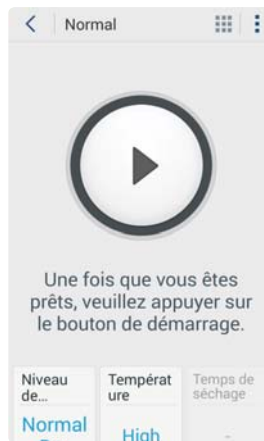 Normal
Une fois que vous êtes
prêts, veuillez appuyer sur
le bouton de démarrage.
Niveau
de...
Températ
ure
Temps de
séchage
Normal
High
-